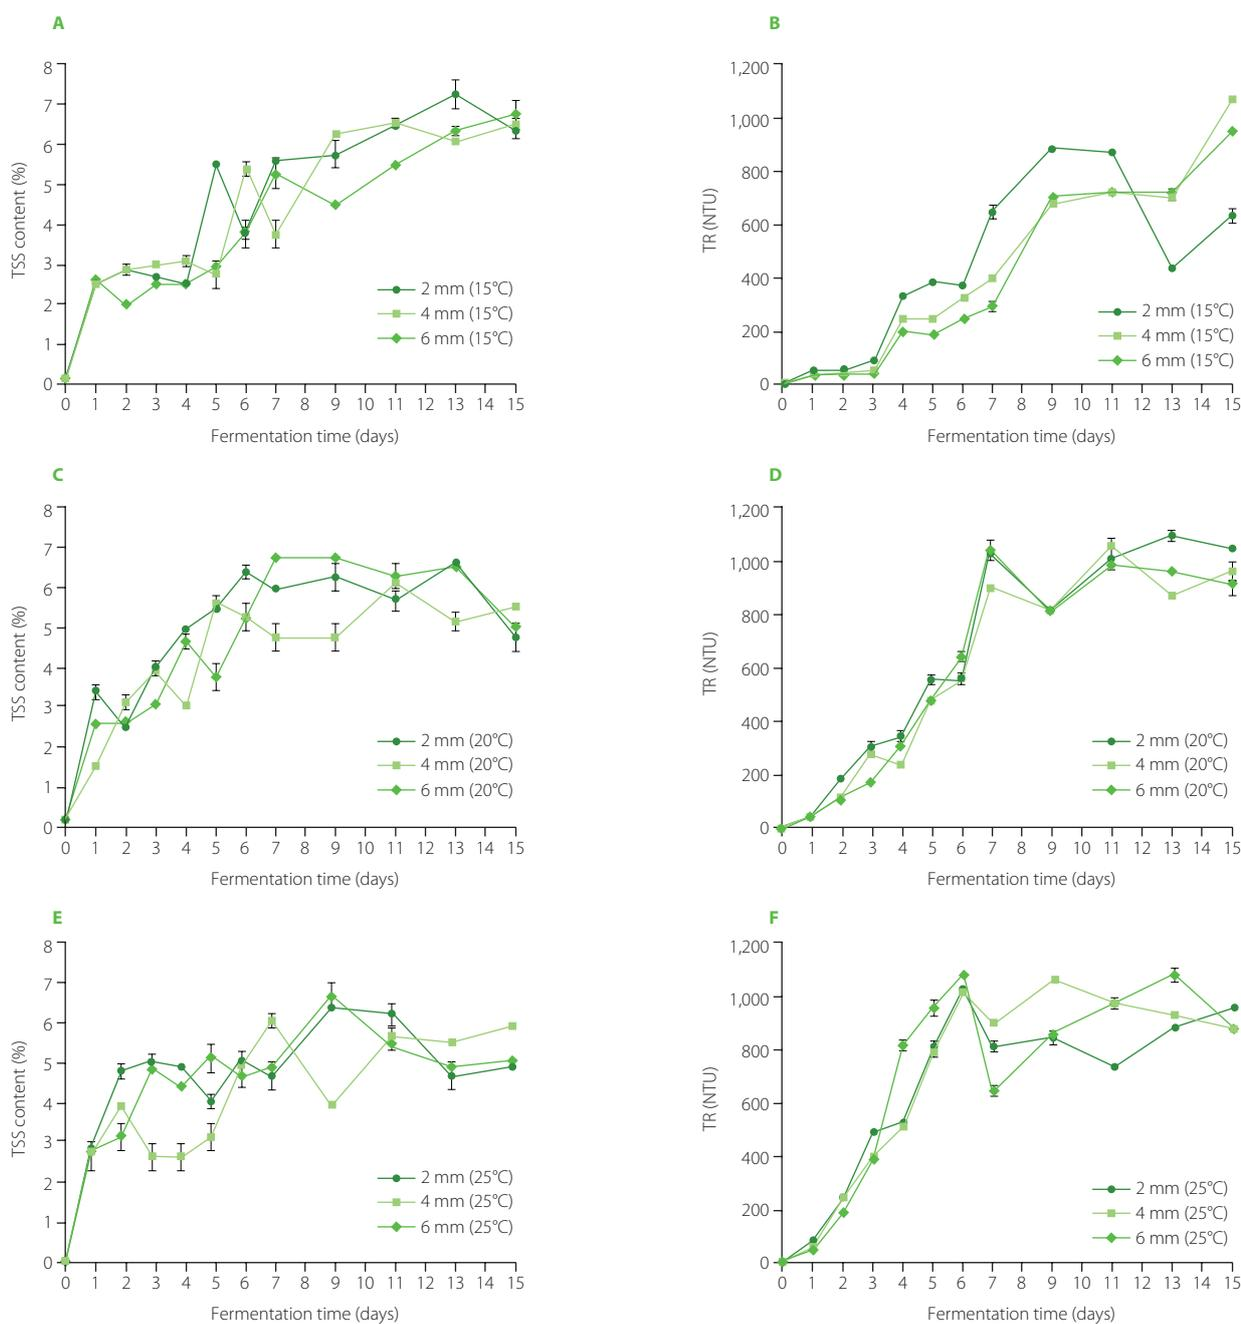 A
8
7
6
5
4
3
2
1
0
TSS content (%)
2 mm (15°C)
4 mm (15°C)
6 mm (15°C)
0 1 2 3 4 5 6 7 8 9 10 11 12 13 14 15
Fermentation time (days)
B
1,200
1,000
800
600
400
200
0
TR (NTU)
2 mm (15°C)
4 mm (15°C)
6 mm (15°C)
0 1 2 3 4 5 6 7 8 9 10 11 12 13 14 15
Fermentation time (days)
C
8
7
6
5
4
3
2
1
0
TSS content (%)
2 mm (20°C)
4 mm (20°C)
6 mm (20°C)
0 1 2 3 4 5 6 7 8 9 10 11 12 13 14 15
Fermentation time (days)
D
1,200
1,000
800
600
400
200
0
TR (NTU)
2 mm (20°C)
4 mm (20°C)
6 mm (20°C)
0 1 2 3 4 5 6 7 8 9 10 11 12 13 14 15
Fermentation time (days)
E
8
7
6
5
4
3
2
1
0
TSS content (%)
2 mm (25°C)
4 mm (25°C)
6 mm (25°C)
0 1 2 3 4 5 6 7 8 9 10 11 12 13 14 15
Fermentation time (days)
F
1,200
1,000
800
600
400
200
0
TR (NTU)
2 mm (25°C)
4 mm (25°C)
6 mm (25°C)
0 1 2 3 4 5 6 7 8 9 10 11 12 13 14 15
Fermentation time (days)